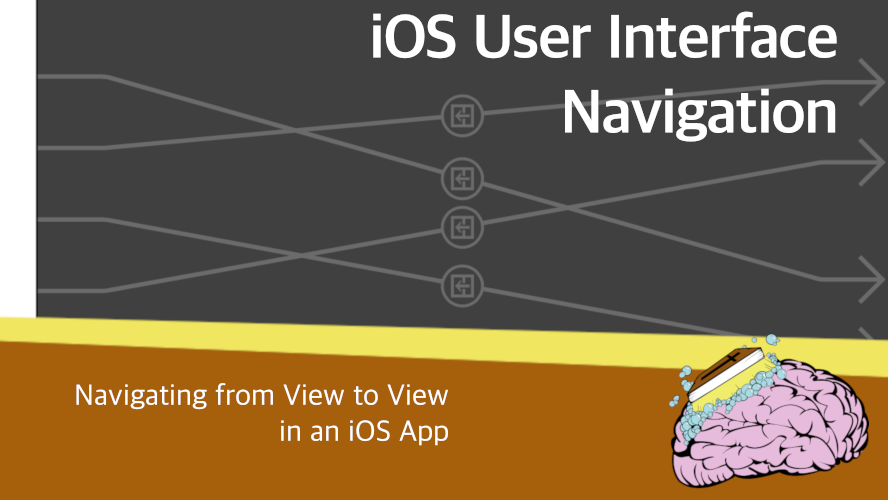 iOS User Interface
Navigation
Navigating from View to View
in an iOS App